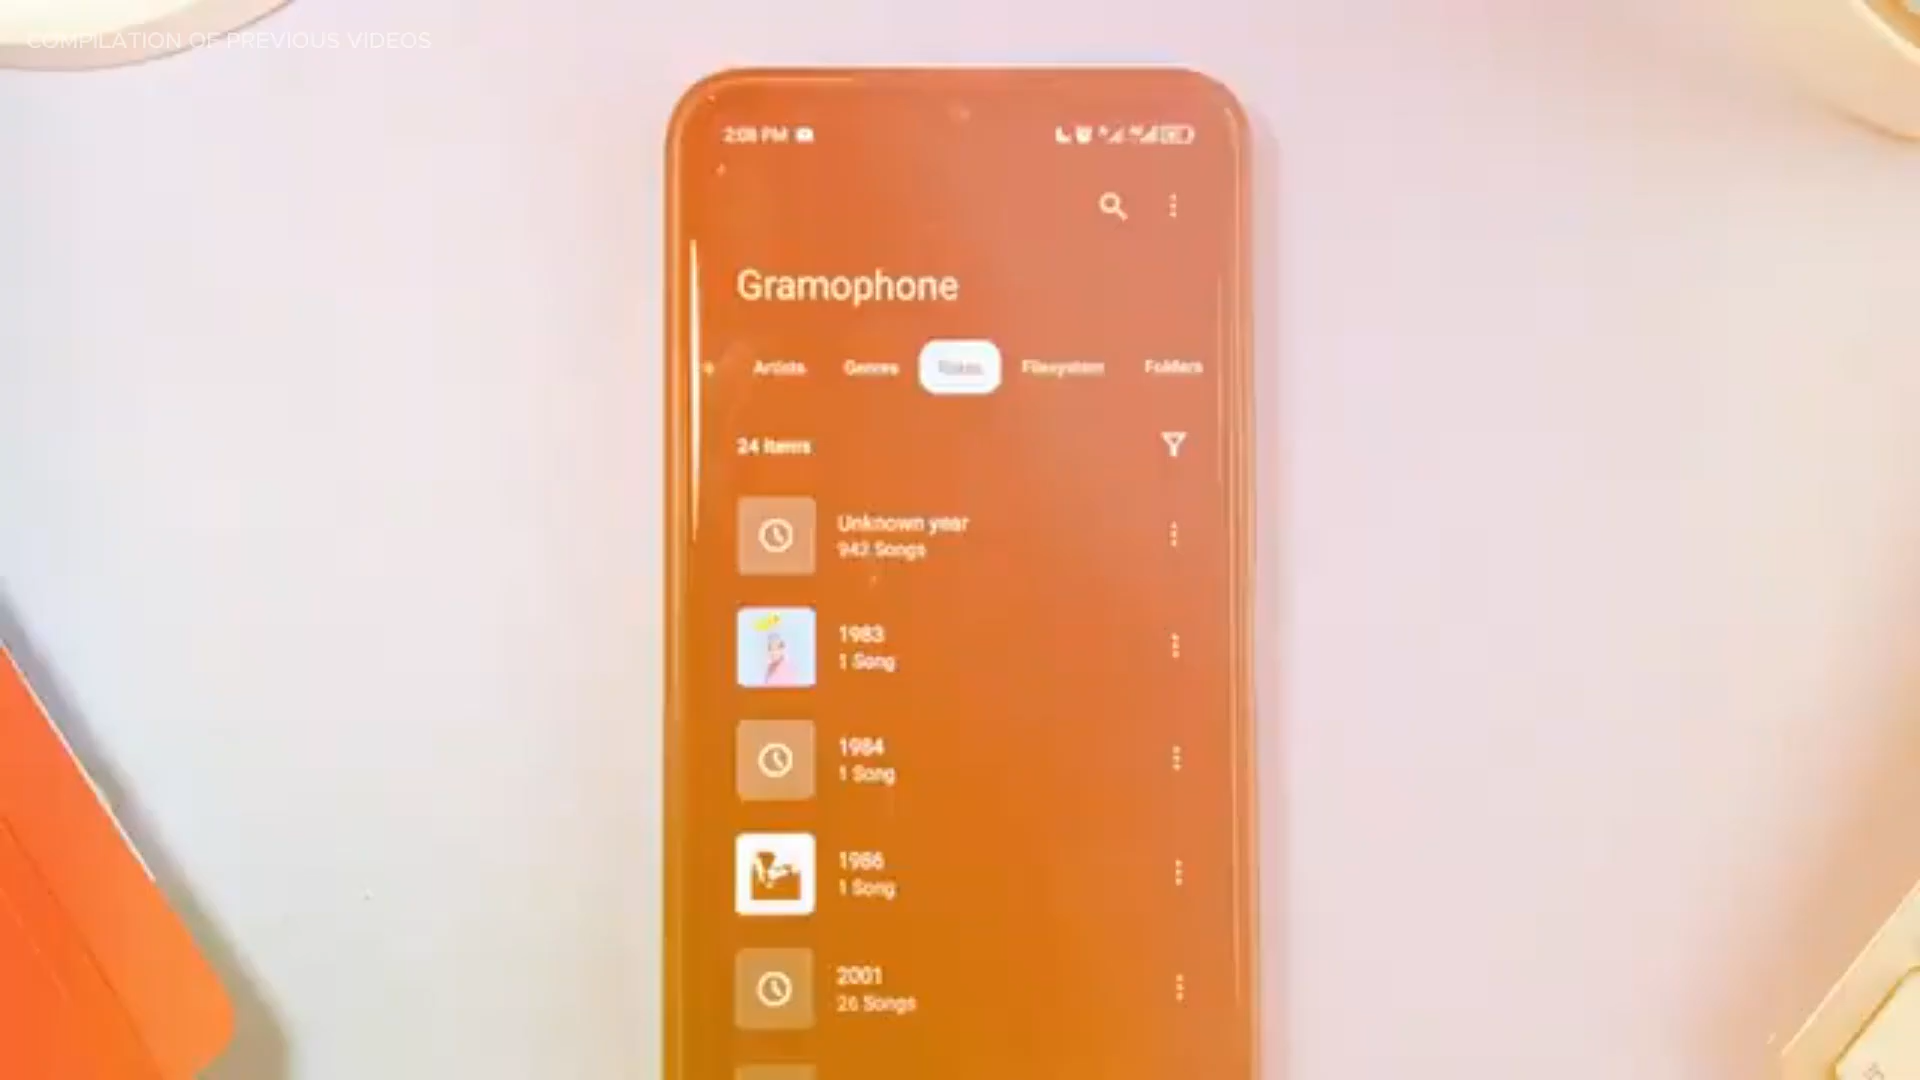 COMPILATION OF PREVIOUS VIDEOS
2:08 PM
Gramophone
Artists Genres Dates Filesystem Folders
24 Items
Unknown year
943 Songs
1983
1 Song
1984
1 Song
1986
1 Song
2001
26 Songs